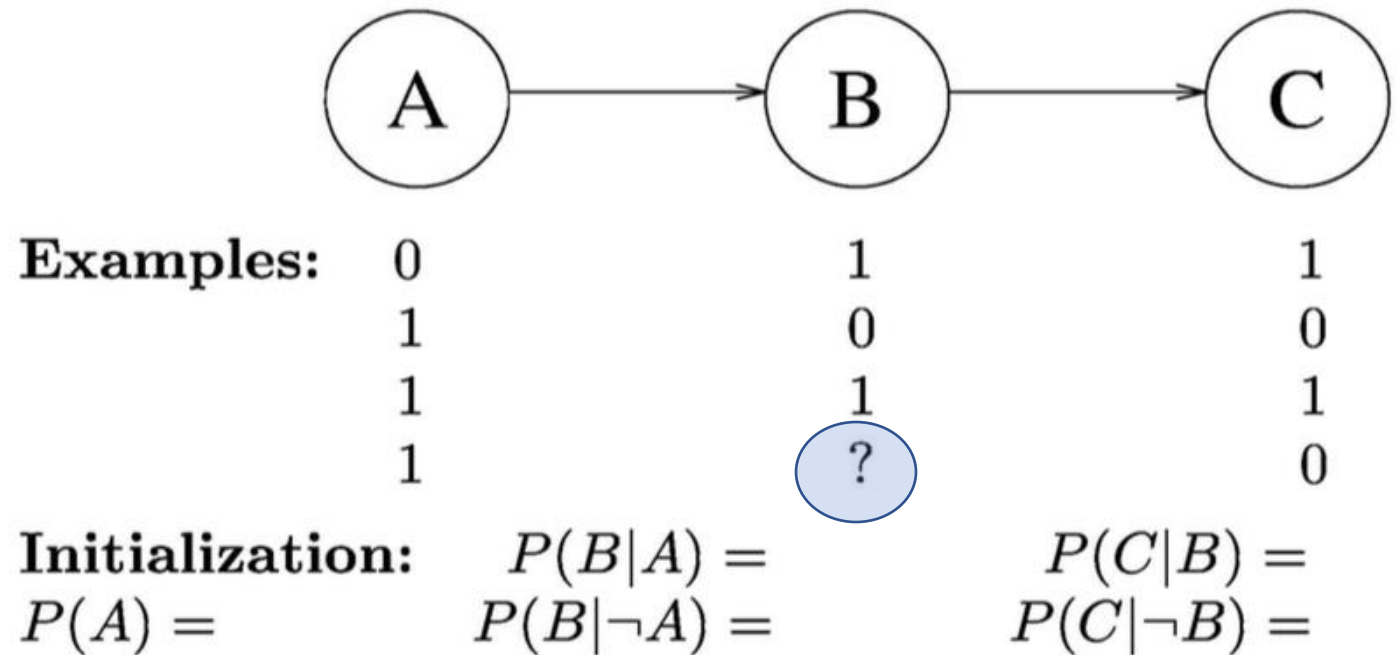 A B C
Examples: 0 1 1
1 0 0
1 1 1
1 ? 0
Initialization: P(B|A) = P(C|B) =
P(A) = P(B|¬A) = P(C|¬B) =